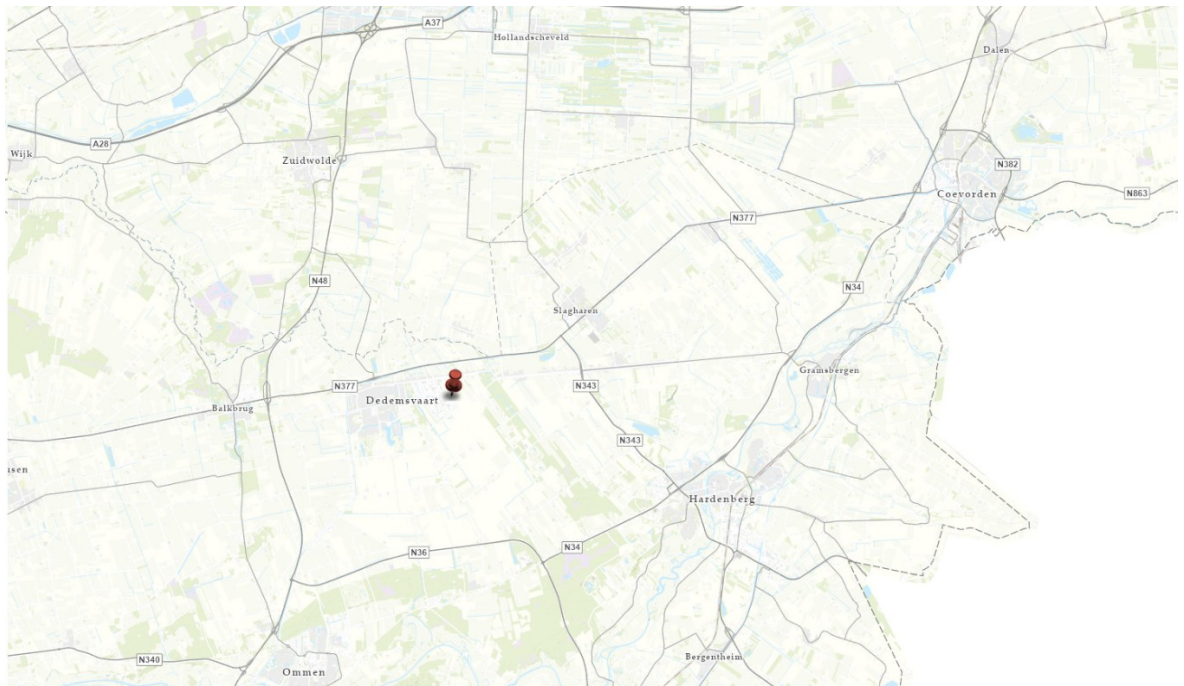 A37
Hollandscheveld
Dalen
A28
Wijk
Zuidwolde
N382
Coevorden
N863
N377
N48
N34
Slagharen
Gramsbergen
N377
N343
Dedemsvaart
Balkbrug
N343
usen
Hardenberg
N36
N34
Bergentheim
N340
Ommen